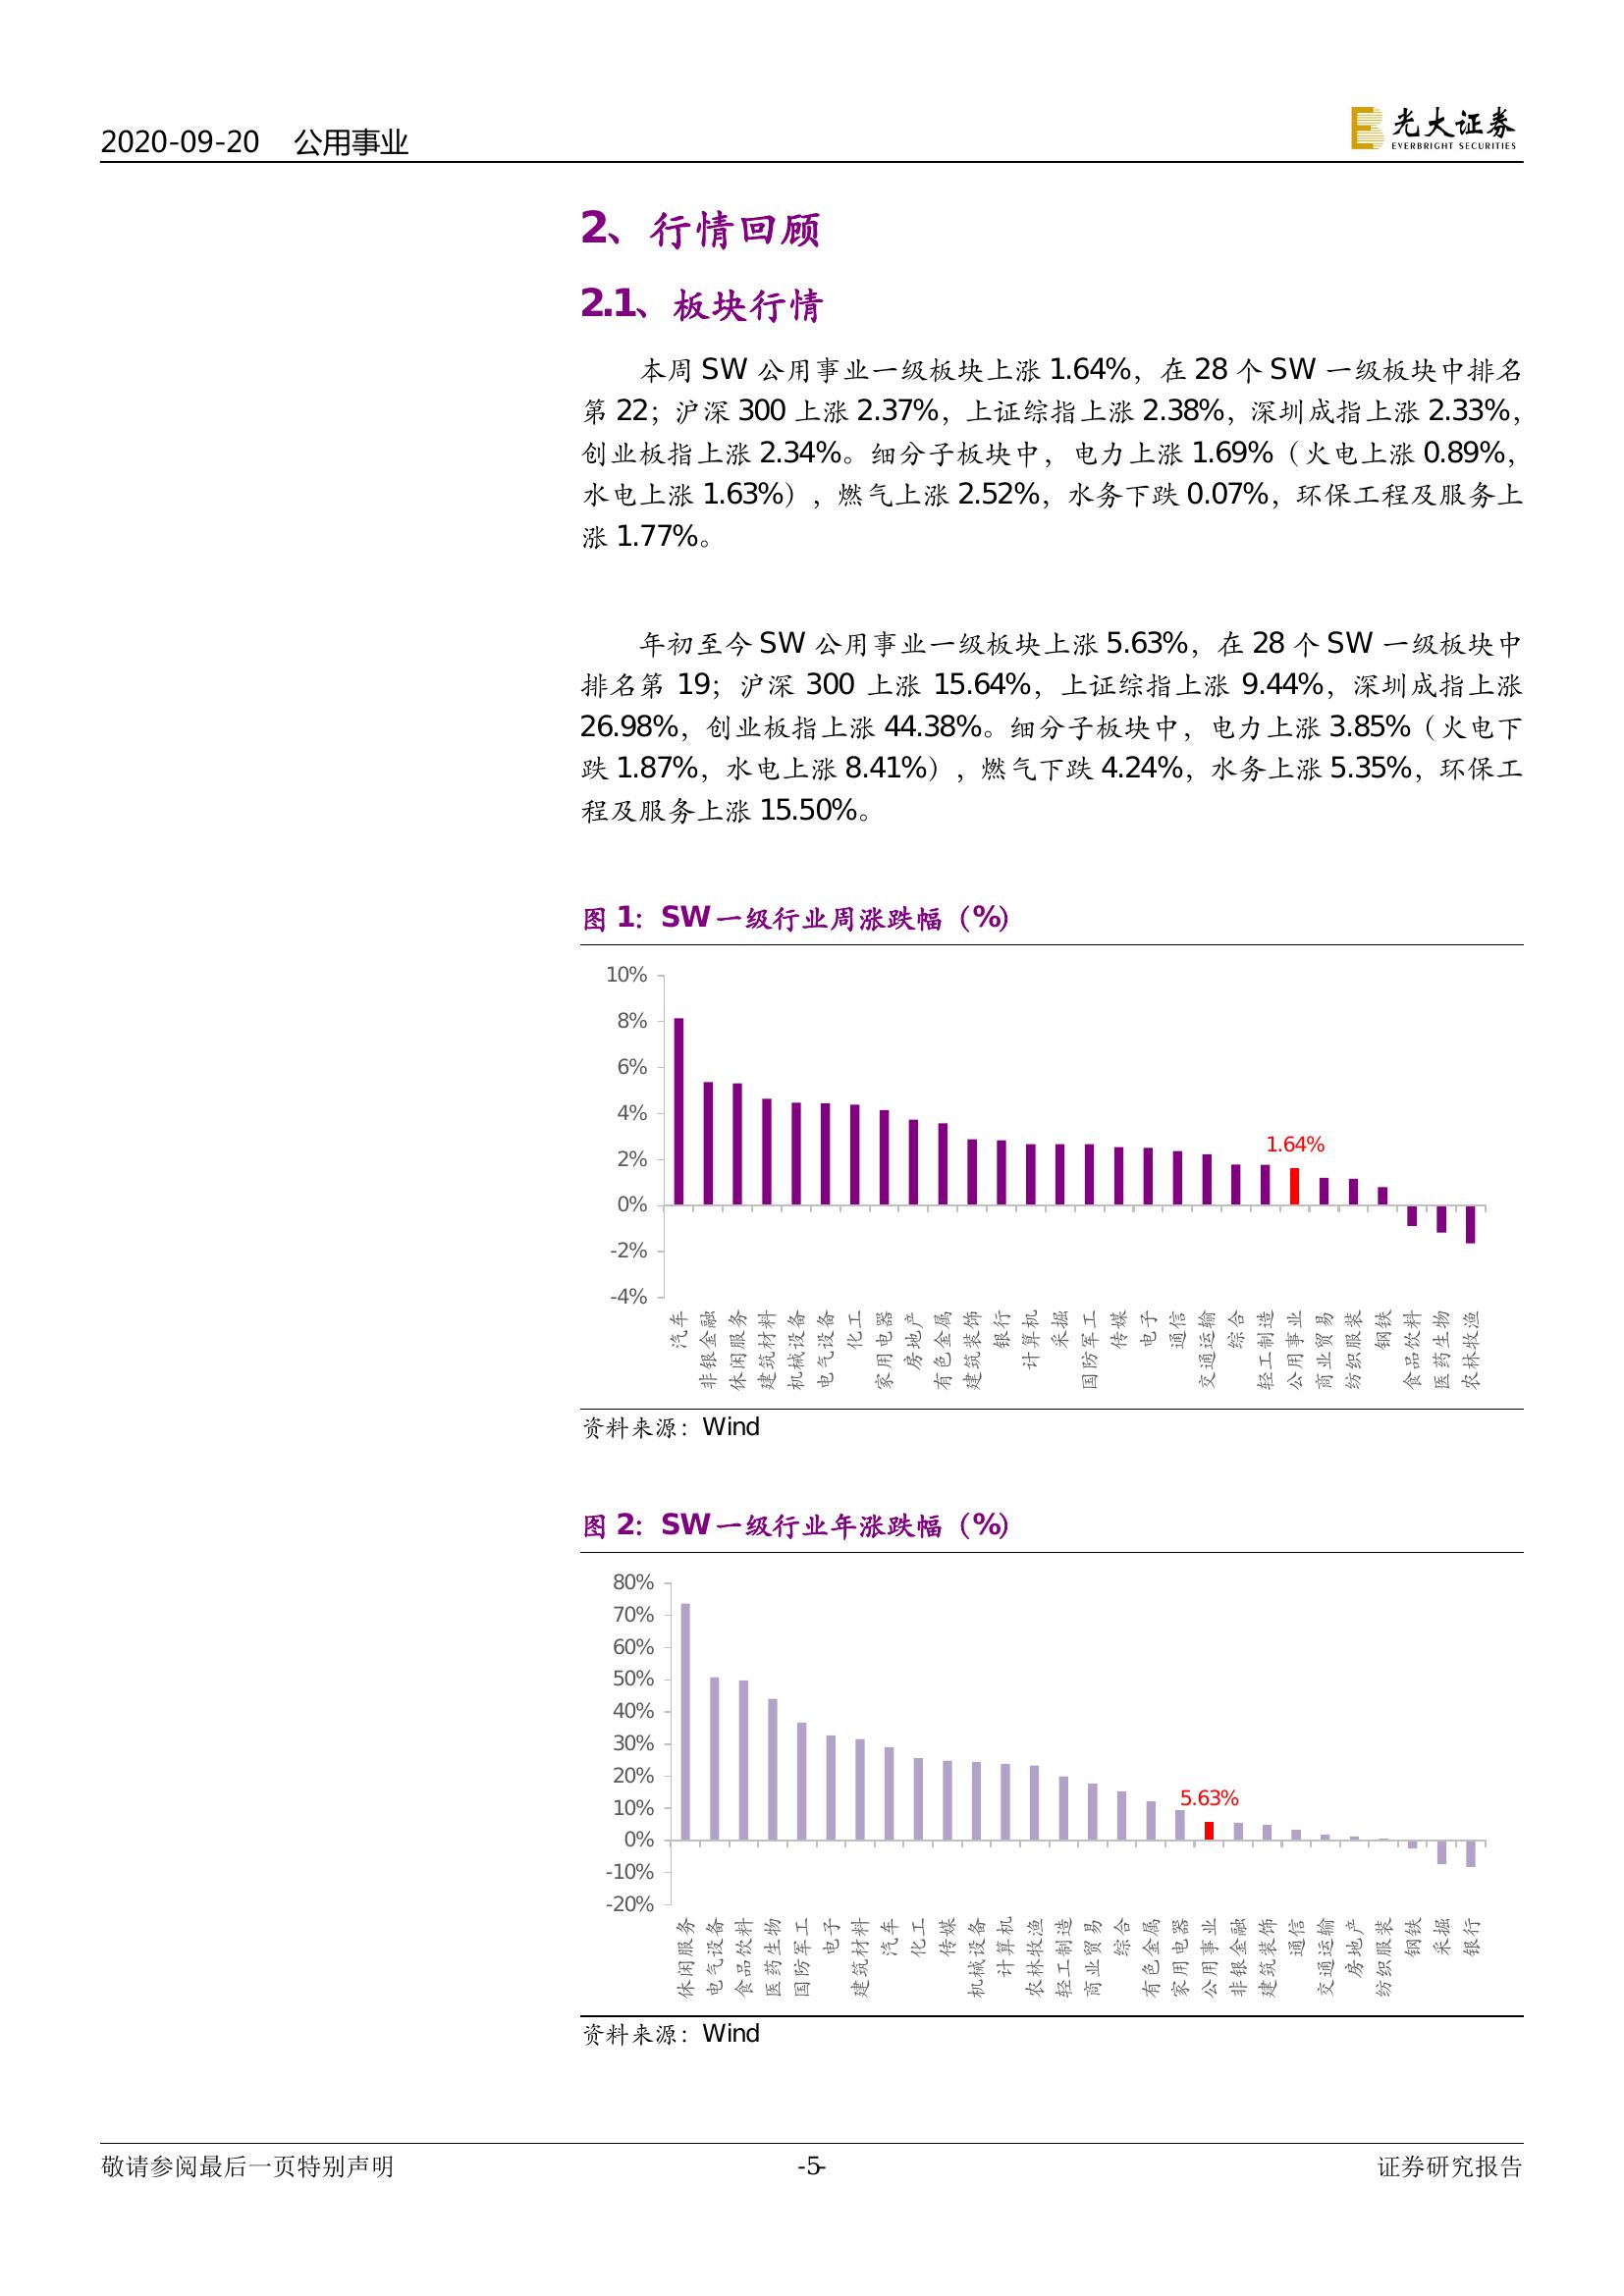 2020-09-20 公用事业
光大证券
EVERBRIGHT SECURITIES
2、行情回顾
2.1、板块行情
本周 SW 公用事业一级板块上涨 1.64%，在 28 个 SW 一级板块中排名
第 22；沪深 300 上涨 2.37%，上证综指上涨 2.38%，深圳成指上涨 2.33%，
创业板指上涨 2.34%。细分子板块中，电力上涨 1.69%（火电上涨 0.89%，
水电上涨 1.63%），燃气上涨 2.52%，水务下跌 0.07%，环保工程及服务上
涨 1.77%。
年初至今 SW 公用事业一级板块上涨 5.63%，在 28 个 SW 一级板块中
排名第 19；沪深 300 上涨 15.64%，上证综指上涨 9.44%，深圳成指上涨
26.98%，创业板指上涨 44.38%。细分子板块中，电力上涨 3.85%（火电下
跌 1.87%，水电上涨 8.41%），燃气下跌 4.24%，水务上涨 5.35%，环保工
程及服务上涨 15.50%。
图 1：SW 一级行业周涨跌幅（%）
10%
8%
6%
4%
2%
0%
-2%
-4%
1.64%
汽车
非银金融
休闲服务
建筑材料
机械设备
电气设备
化工
家用电器
房地产
有色金属
建筑装饰
银行
计算机
采掘
国防军工
传媒
电子
通信
交通运输
综合
轻工制造
公用事业
商业贸易
纺织服装
钢铁
食品饮料
医药生物
农林牧渔
资料来源：Wind
图 2：SW 一级行业年涨跌幅（%）
80%
70%
60%
50%
40%
30%
20%
10%
0%
-10%
-20%
5.63%
休闲服务
电气设备
食品饮料
医药生物
国防军工
电子
建筑材料
汽车
化工
传媒
机械设备
计算机
农林牧渔
轻工制造
商业贸易
综合
有色金属
家用电器
公用事业
非银金融
建筑装饰
通信
交通运输
房地产
纺织服装
钢铁
采掘
银行
资料来源：Wind
敬请参阅最后一页特别声明
-5-
证券研究报告